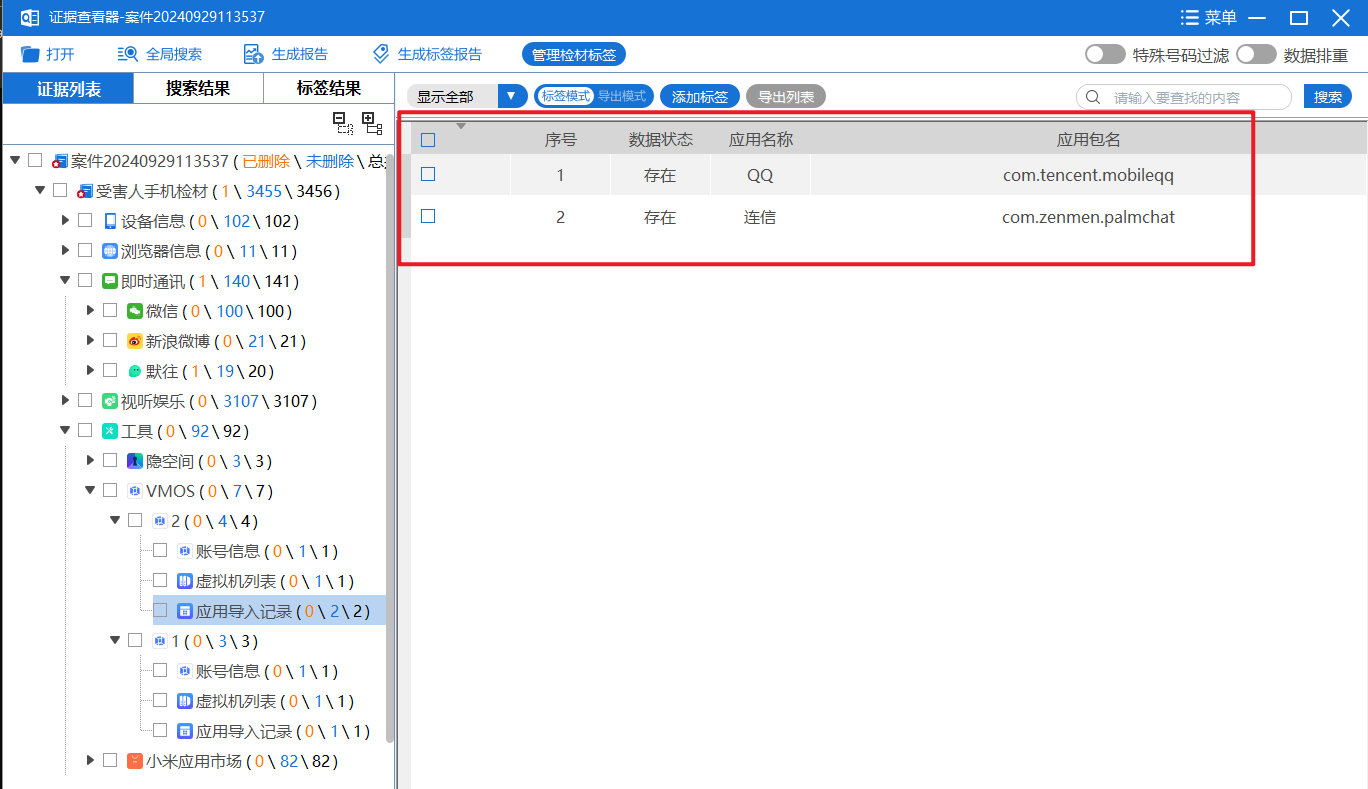 证据查看器-案件20240929113537 菜单
打开 全局搜索 生成报告 生成标签报告 管理检材标签 特殊号码过滤 数据排重
证据列表 搜索结果 标签结果
显示全部 标签模式 导出模式 添加标签 导出列表 请输入要查找的内容 搜索
序号 数据状态 应用名称 应用包名
1 存在 QQ com.tencent.mobileqq
2 存在 连信 com.zenmen.palmchat
案件20240929113537 ( 已删除 \ 未删除 \ 总
受害人手机检材 ( 1 \ 3455 \ 3456 )
设备信息 ( 0 \ 102 \ 102 )
浏览器信息 ( 0 \ 11 \ 11 )
即时通讯 ( 1 \ 140 \ 141 )
微信 ( 0 \ 100 \ 100 )
新浪微博 ( 0 \ 21 \ 21 )
默往 ( 1 \ 19 \ 20 )
视听娱乐 ( 0 \ 3107 \ 3107 )
工具 ( 0 \ 92 \ 92 )
隐空间 ( 0 \ 3 \ 3 )
VMOS ( 0 \ 7 \ 7 )
2 ( 0 \ 4 \ 4 )
账号信息 ( 0 \ 1 \ 1 )
虚拟机列表 ( 0 \ 1 \ 1 )
应用导入记录 ( 0 \ 2 \ 2 )
1 ( 0 \ 3 \ 3 )
账号信息 ( 0 \ 1 \ 1 )
虚拟机列表 ( 0 \ 1 \ 1 )
应用导入记录 ( 0 \ 1 \ 1 )
小米应用市场 ( 0 \ 82 \ 82 )